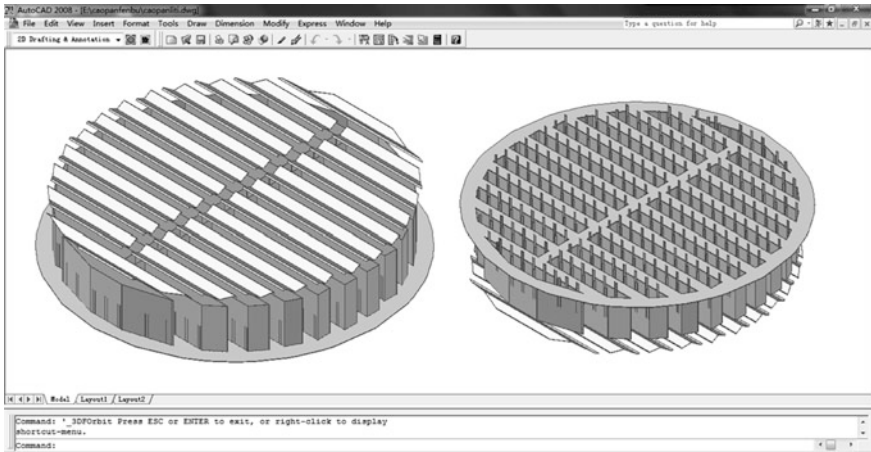 AutoCAD 2008 - [E:\caopanfenbu\caopanliti.dwg]
File Edit View Insert Format Tools Draw Dimension Modify Express Window Help
Type a question for help
2D Drafting & Annotation
Model Layout1 Layout2
Command: '_3DFOrbit Press ESC or ENTER to exit, or right-click to display
shortcut-menu.
Command: